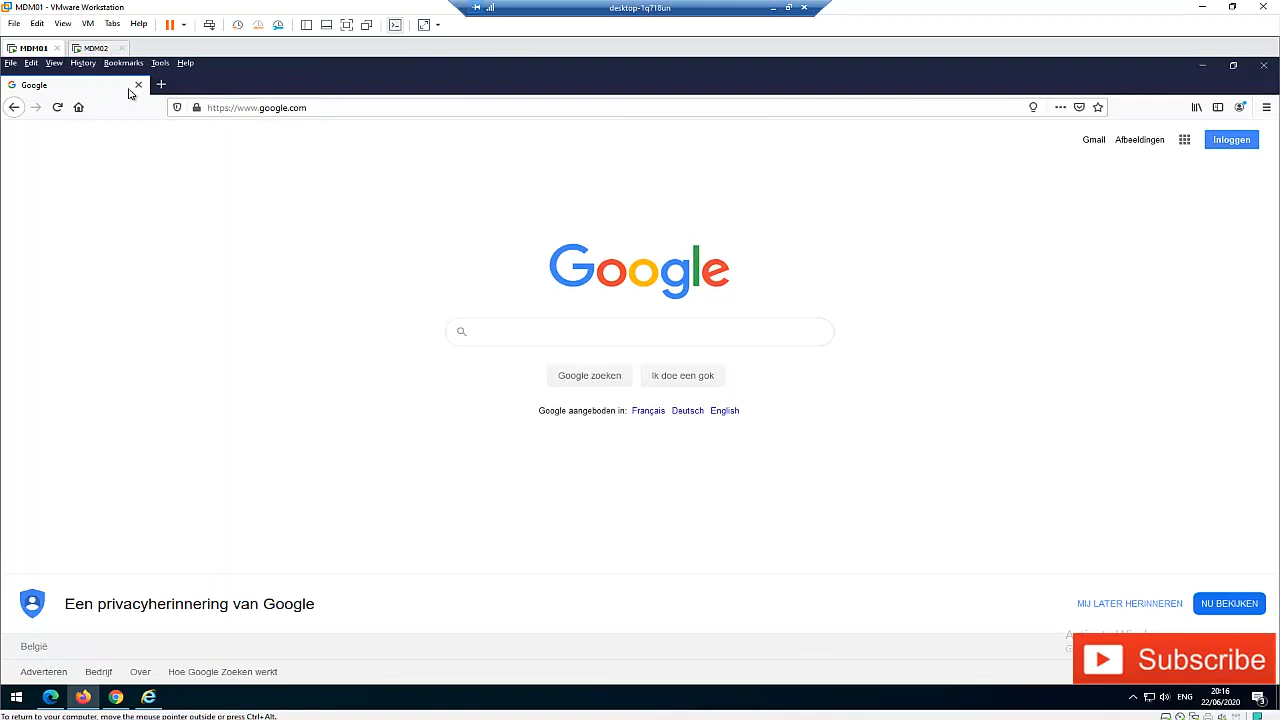 MDM01 - VMware Workstation
desktop-1q718un
File Edit View VM Tabs Help
MDM01 MDM02
File Edit View History Bookmarks Tools Help
Google
https://www.google.com
Gmail Afbeeldingen Inloggen
Google
Google zoeken Ik doe een gok
Google aangeboden in: Français Deutsch English
Een privacyherinnering van Google MIJ LATER HERINNEREN NU BEKIJKEN
België
Subscribe
Adverteren Bedrijf Over Hoe Google Zoeken werkt
ENG 20:16
22/06/2020
3
To return to your computer, move the mouse pointer outside or press Ctrl+Alt.